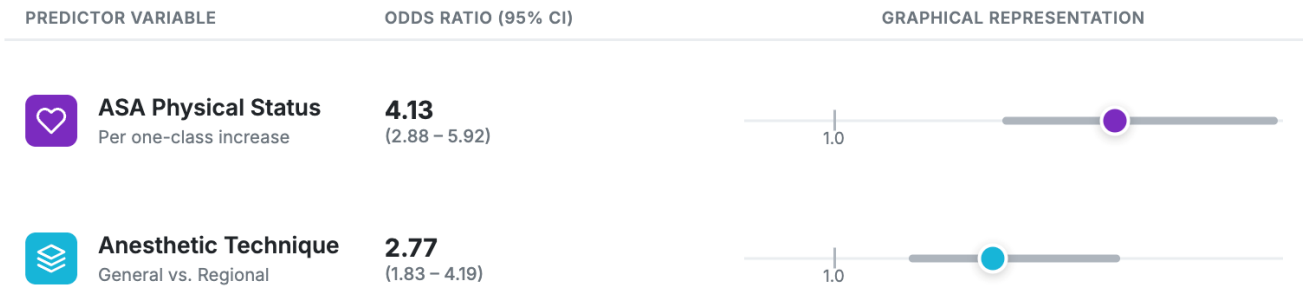 PREDICTOR VARIABLE ODDS RATIO (95% CI) GRAPHICAL REPRESENTATION
ASA Physical Status
Per one-class increase
4.13
(2.88 – 5.92)
1.0
Anesthetic Technique
General vs. Regional
2.77
(1.83 – 4.19)
1.0